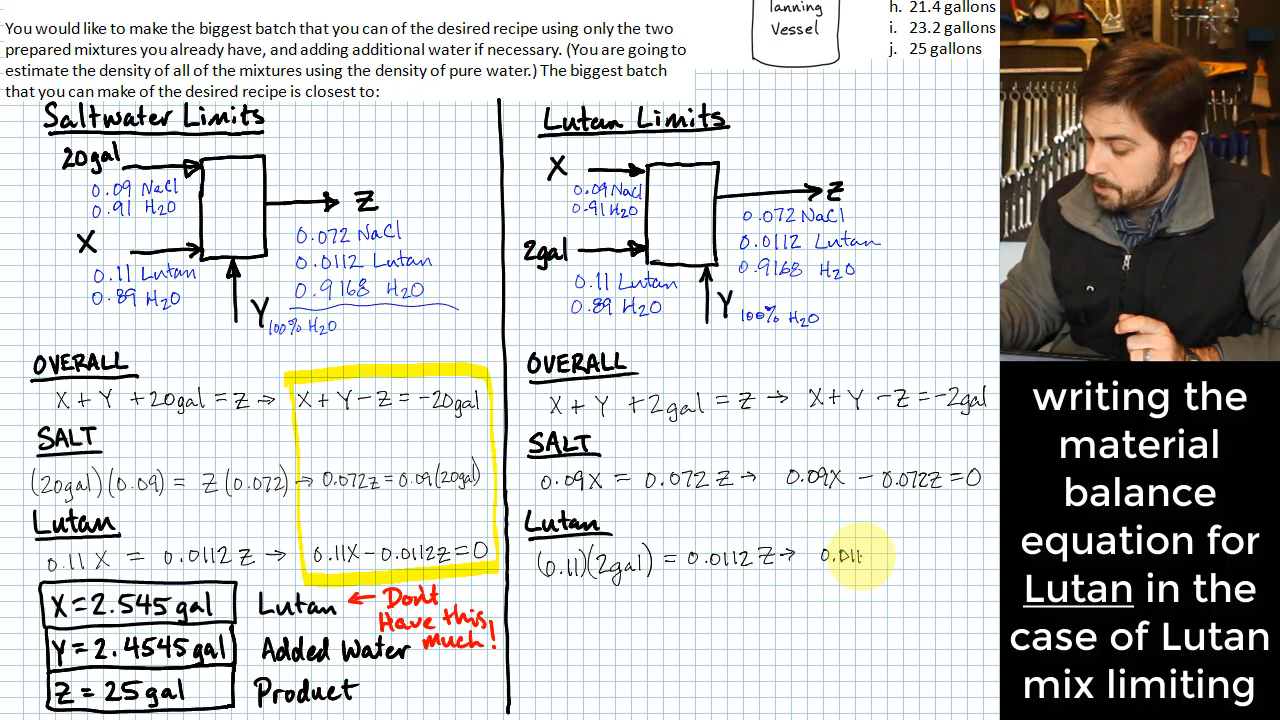 Tanning
Vessel
h. 21.4 gallons
i. 23.2 gallons
j. 25 gallons
You would like to make the biggest batch that you can of the desired recipe using only the two
prepared mixtures you already have, and adding additional water if necessary. (You are going to
estimate the density of all of the mixtures using the density of pure water.) The biggest batch
that you can make of the desired recipe is closest to:
Saltwater Limits
20gal
0.09 NaCl
0.91 H2O
X
0.11 Lutan
0.89 H2O
Z
0.072 NaCl
0.0112 Lutan
0.9168 H2O
Y 100% H2O
OVERALL
X + Y + 20gal = Z → X + Y - Z = -20gal
SALT
(20gal)(0.09) = Z(0.072) → 0.072Z = 0.09(20gal)
Lutan
0.11 X = 0.0112 Z → 0.11X - 0.0112Z = 0
X = 2.545 gal Lutan ← Don't
Have this
much!
Y = 2.4545 gal Added Water
Z = 25 gal Product
Lutan Limits
X
0.09 NaCl
0.91 H2O
2gal
0.11 Lutan
0.89 H2O
Z
0.072 NaCl
0.0112 Lutan
0.9168 H2O
Y 100% H2O
OVERALL
X + Y + 2gal = Z → X + Y - Z = -2gal
SALT
0.09X = 0.072 Z → 0.09X - 0.072Z = 0
Lutan
(0.11)(2gal) = 0.0112 Z → 0.011
writing the
material
balance
equation for
Lutan in the
case of Lutan
mix limiting